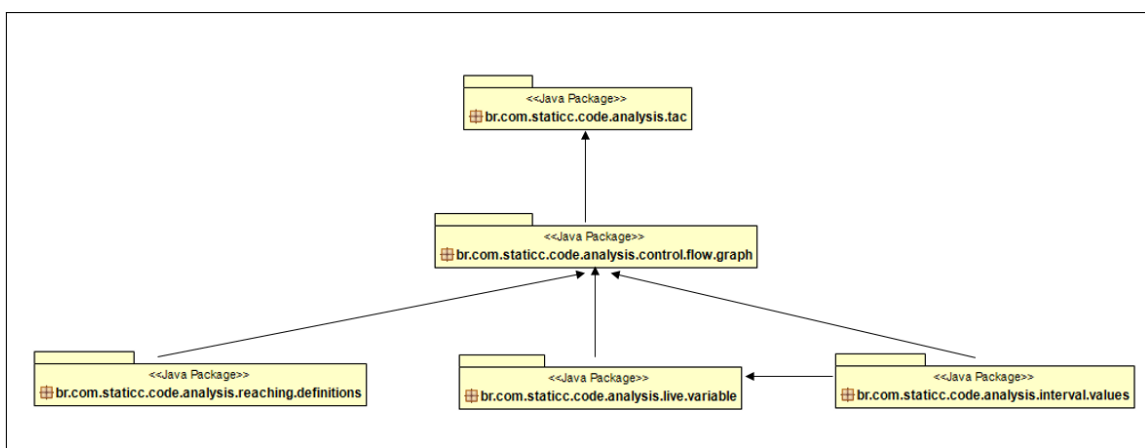 <<Java Package>>
br.com.staticc.code.analysis.tac
<<Java Package>>
br.com.staticc.code.analysis.control.flow.graph
<<Java Package>>
br.com.staticc.code.analysis.reaching.definitions
<<Java Package>>
br.com.staticc.code.analysis.live.variable
<<Java Package>>
br.com.staticc.code.analysis.interval.values